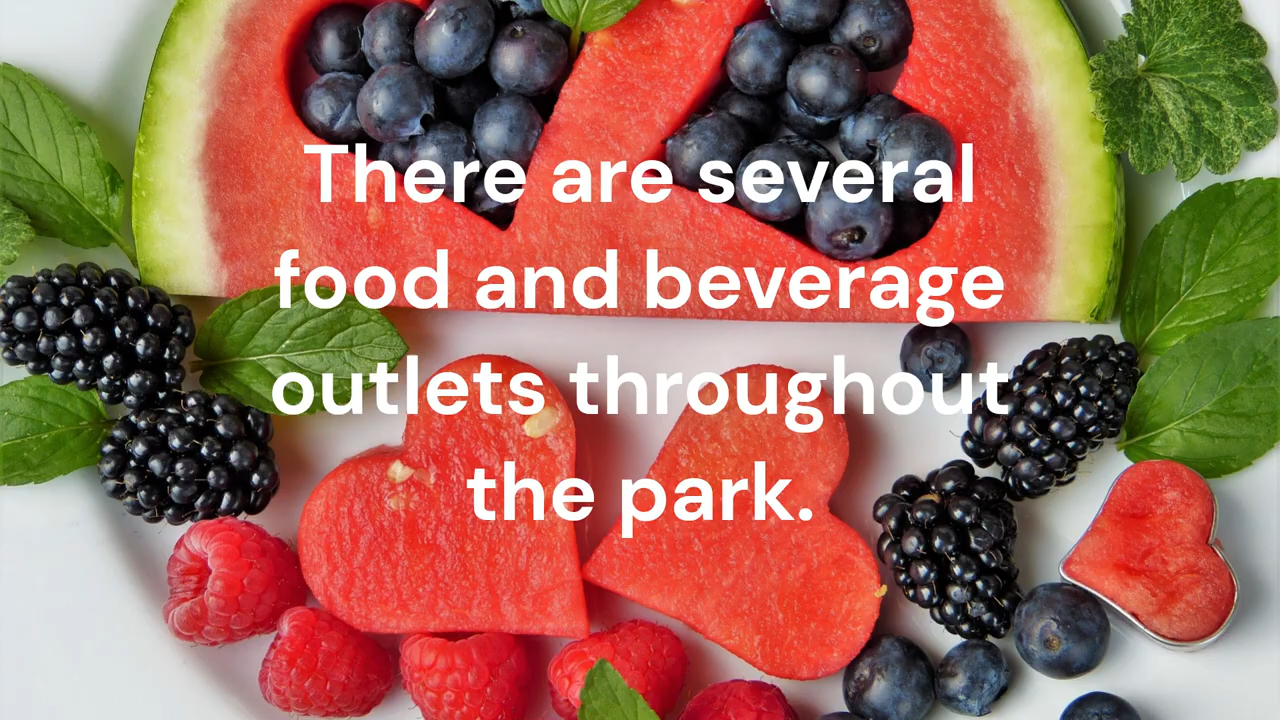 There are several
food and beverage
outlets throughout
the park.